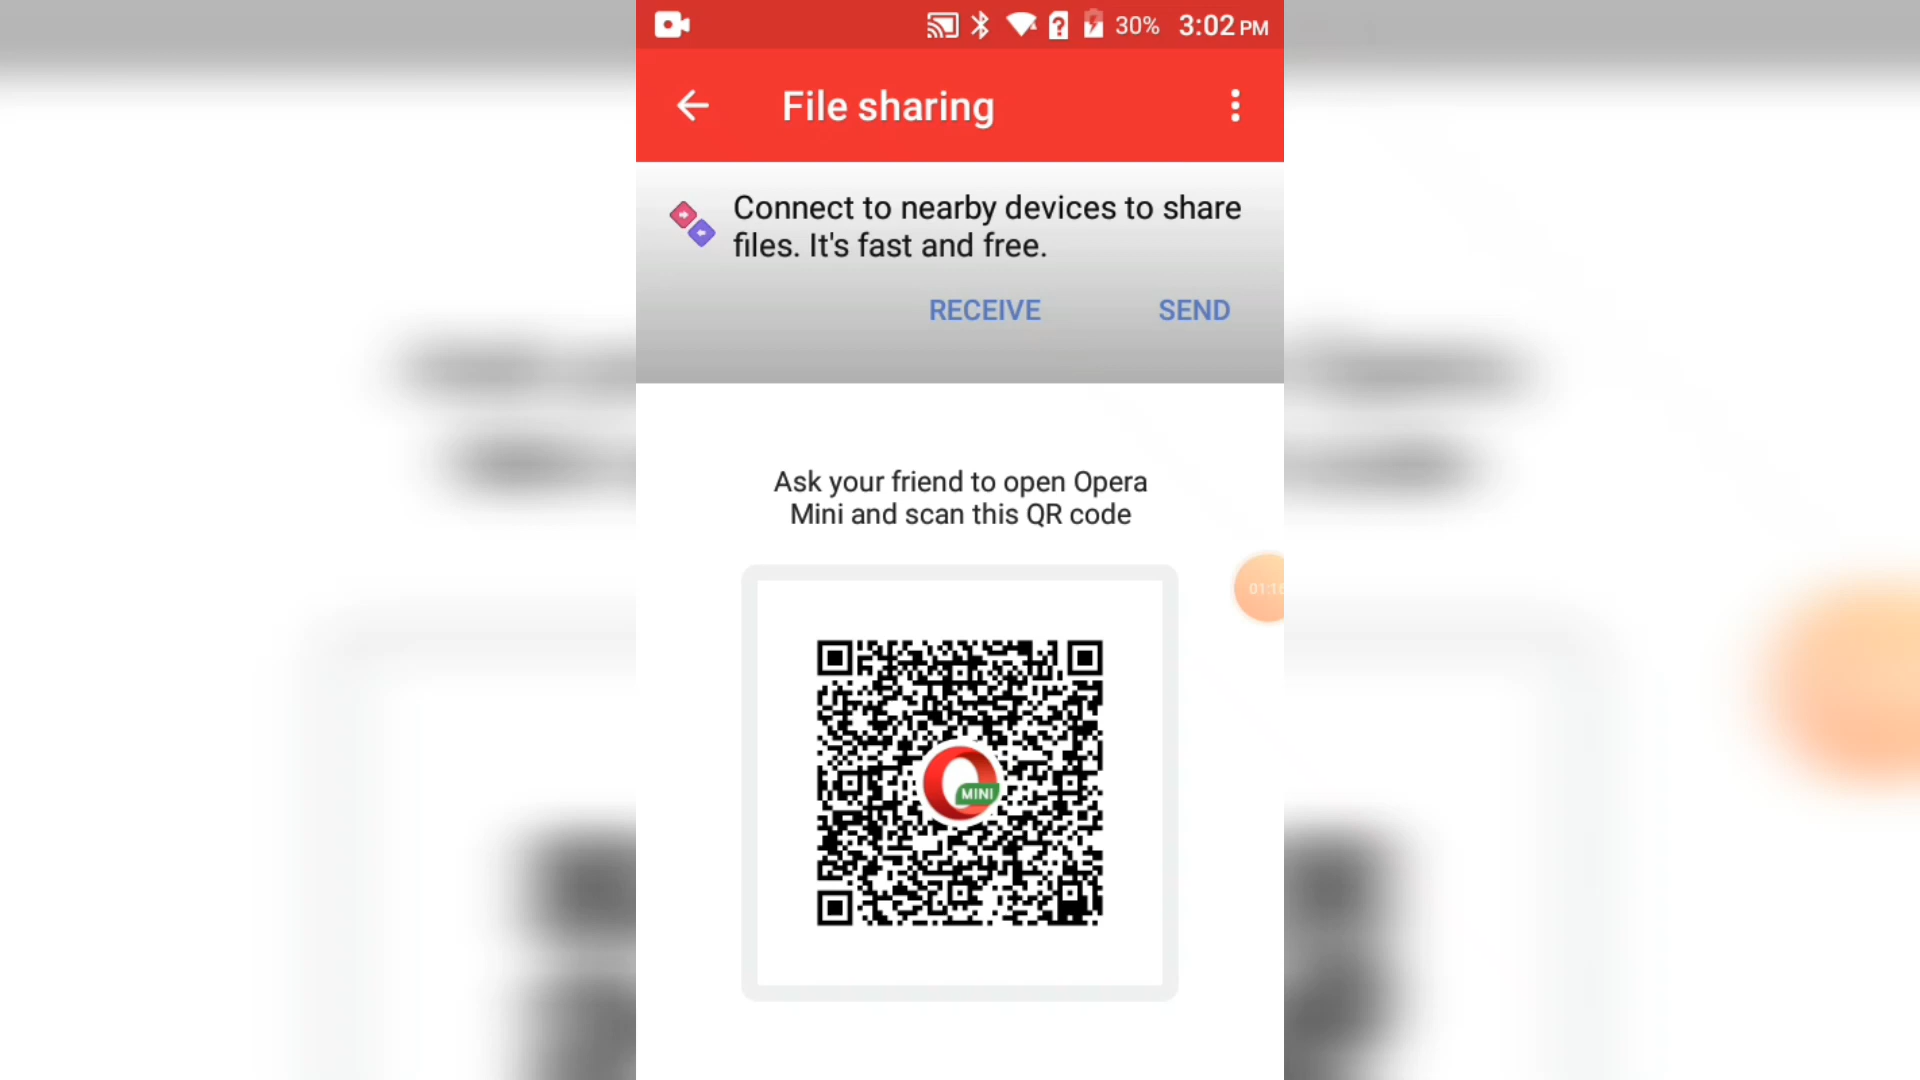 30% 3:02 PM
File sharing
Connect to nearby devices to share
files. It's fast and free.
RECEIVE SEND
Ask your friend to open Opera
Mini and scan this QR code
MINI